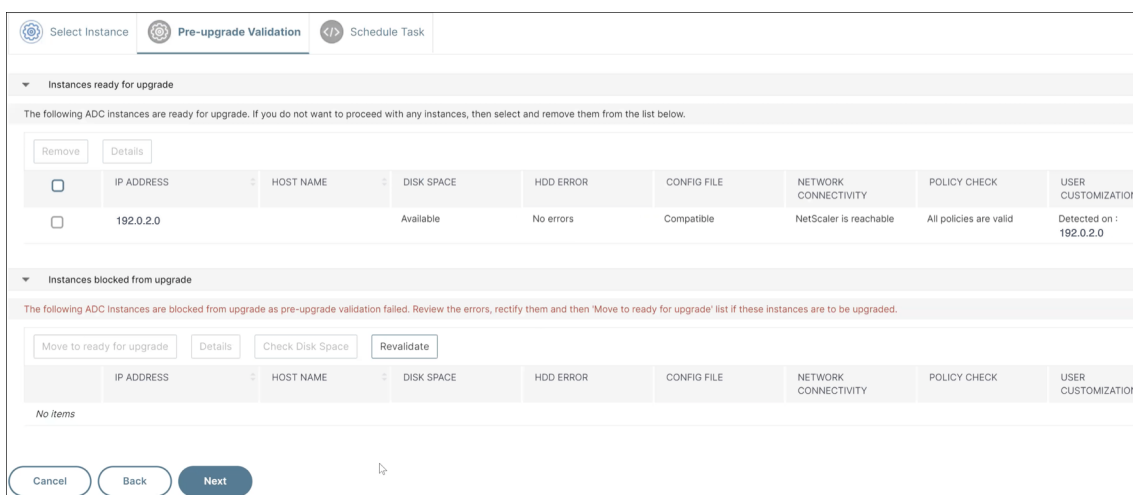 Select Instance Pre-upgrade Validation Schedule Task
Instances ready for upgrade
The following ADC instances are ready for upgrade. If you do not want to proceed with any instances, then select and remove them from the list below.
Remove Details
IP ADDRESS HOST NAME DISK SPACE HDD ERROR CONFIG FILE NETWORK CONNECTIVITY POLICY CHECK USER CUSTOMIZATION
192.0.2.0 Available No errors Compatible NetScaler is reachable All policies are valid Detected on : 192.0.2.0
Instances blocked from upgrade
The following ADC Instances are blocked from upgrade as pre-upgrade validation failed. Review the errors, rectify them and then 'Move to ready for upgrade' list if these instances are to be upgraded.
Move to ready for upgrade Details Check Disk Space Revalidate
IP ADDRESS HOST NAME DISK SPACE HDD ERROR CONFIG FILE NETWORK CONNECTIVITY POLICY CHECK USER CUSTOMIZATION
No items
Cancel Back Next